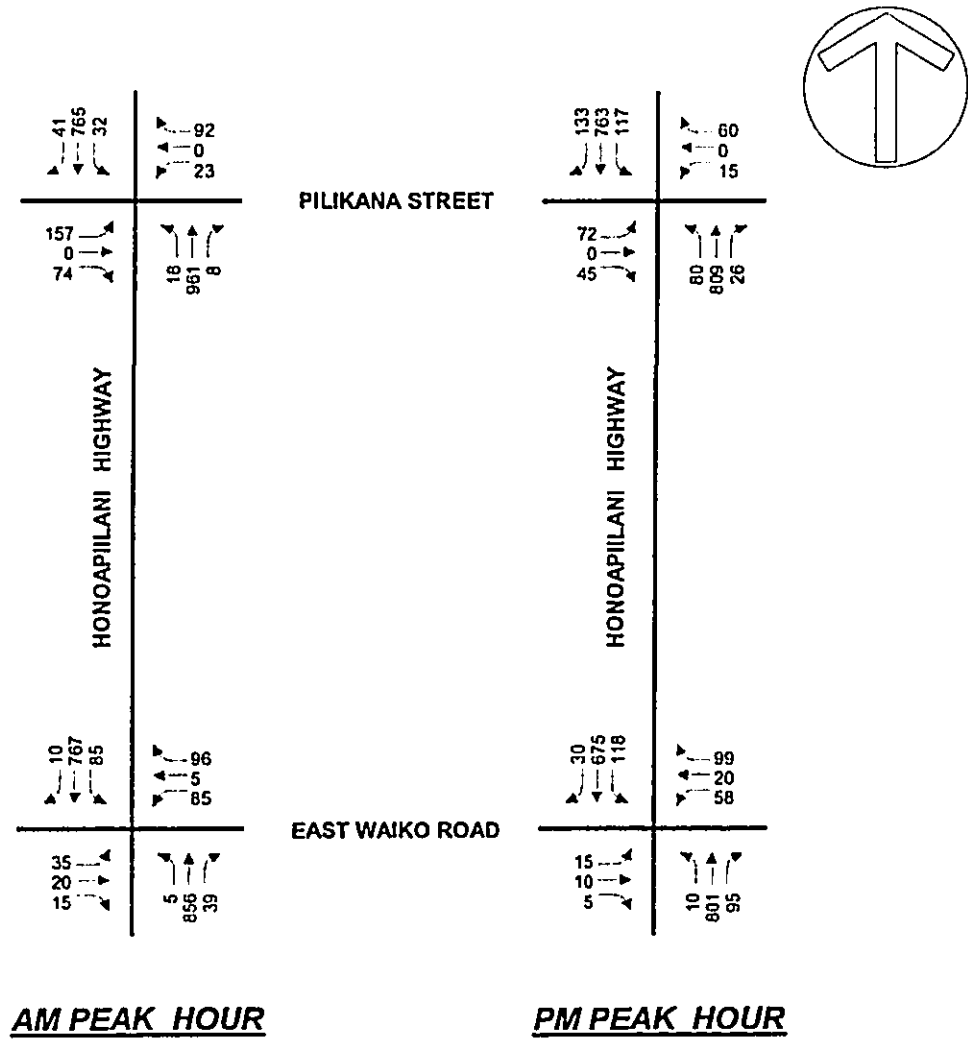 41 765 32
92
0
23
133 763 117
60
0
15
PILIKANA STREET
157
0
74
18 961 8
72
0
45
80 809 26
HONOAPIILANI HIGHWAY
HONOAPIILANI HIGHWAY
10 767 85
96
5
85
30 675 118
99
20
58
EAST WAIKO ROAD
35
20
15
5 856 39
15
10
5
10 801 95
AM PEAK HOUR
PM PEAK HOUR